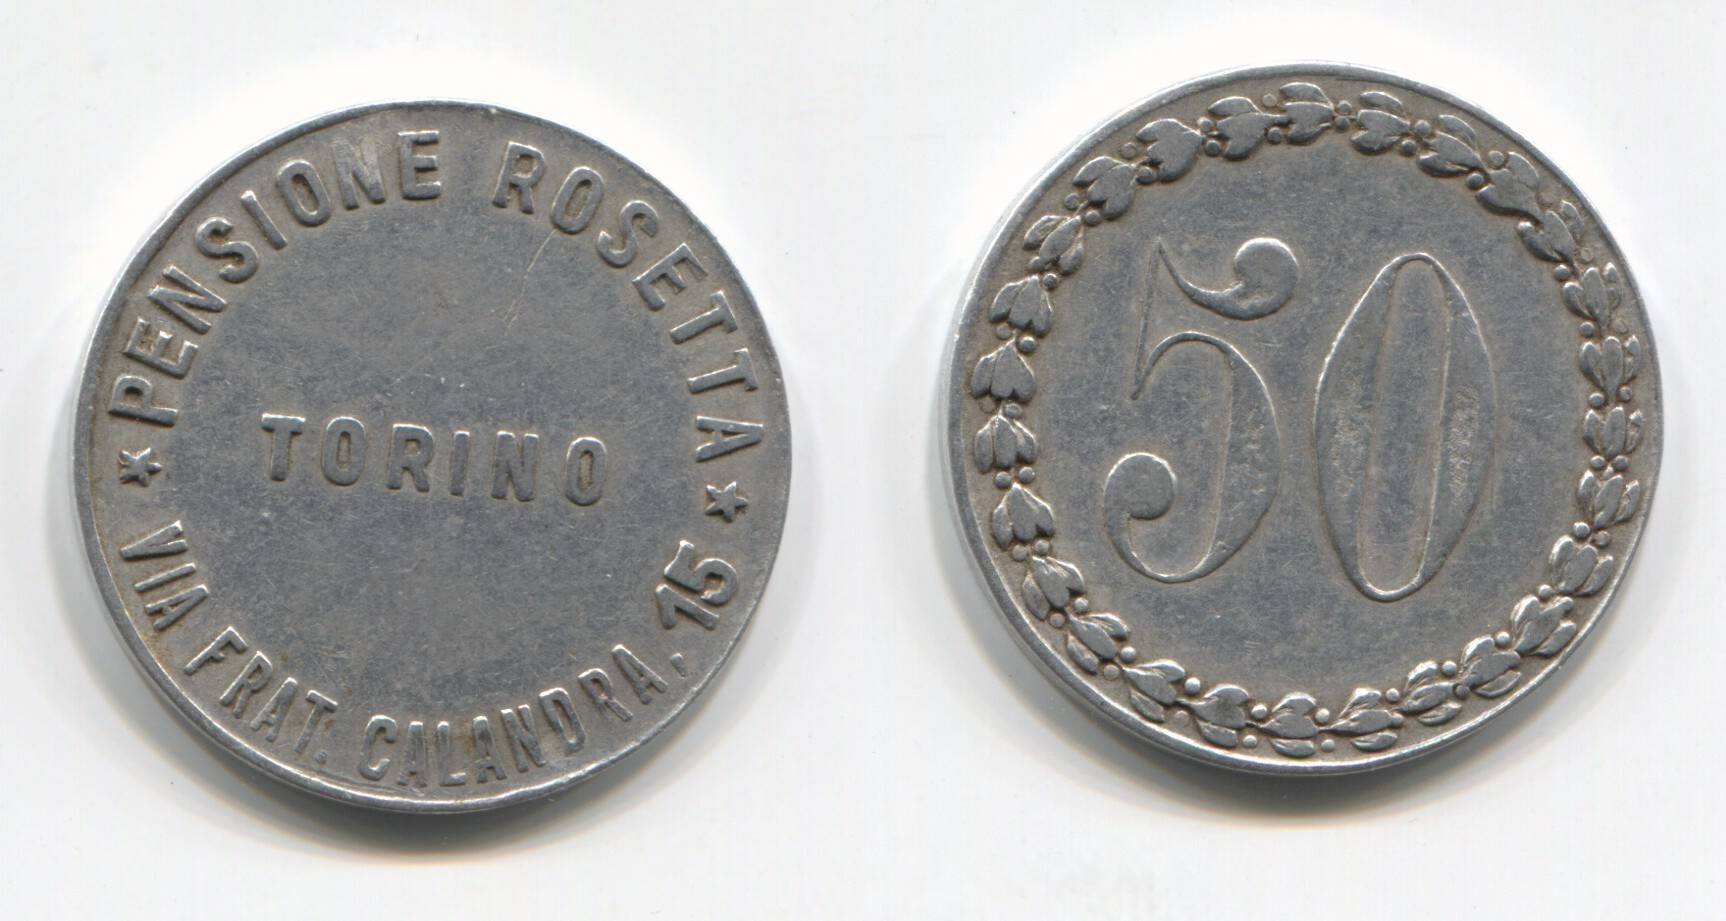 PENSIONE ROSETTA
TORINO
VIA FRAT. CALANDRA, 15
50